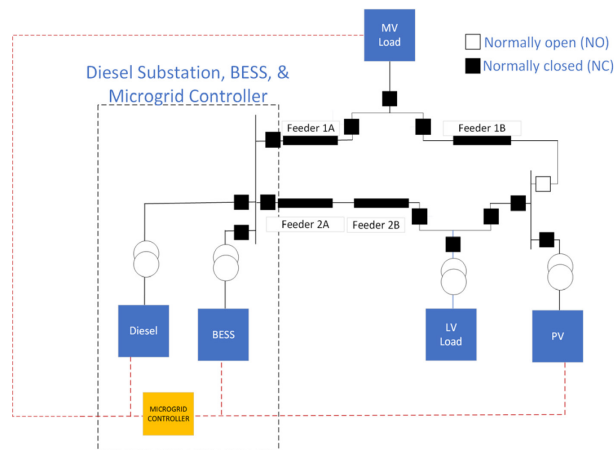 MV
Load
Normally open (NO)
Normally closed (NC)
Diesel Substation, BESS, &
Microgrid Controller
Feeder 1A
Feeder 1B
Feeder 2A
Feeder 2B
Diesel
BESS
LV
Load
PV
MICROGRID
CONTROLLER